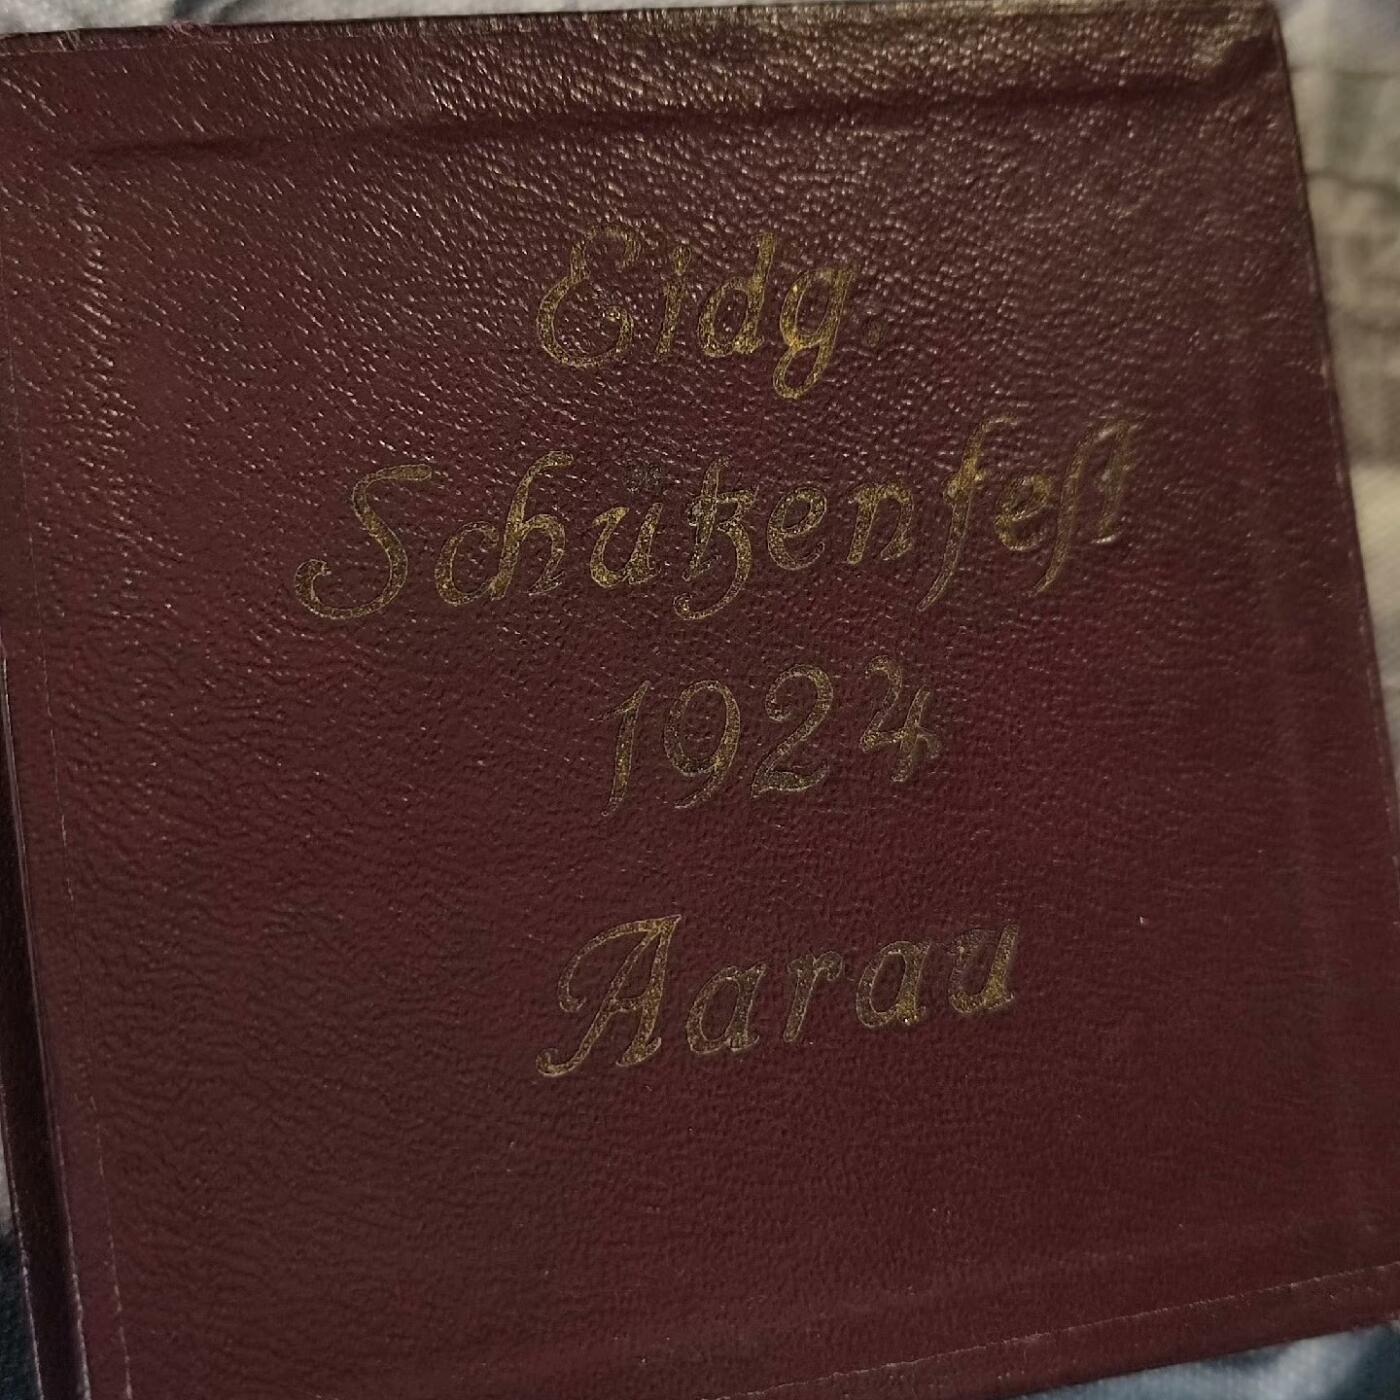 Eidg.
Schützenfest
1924
Aarau